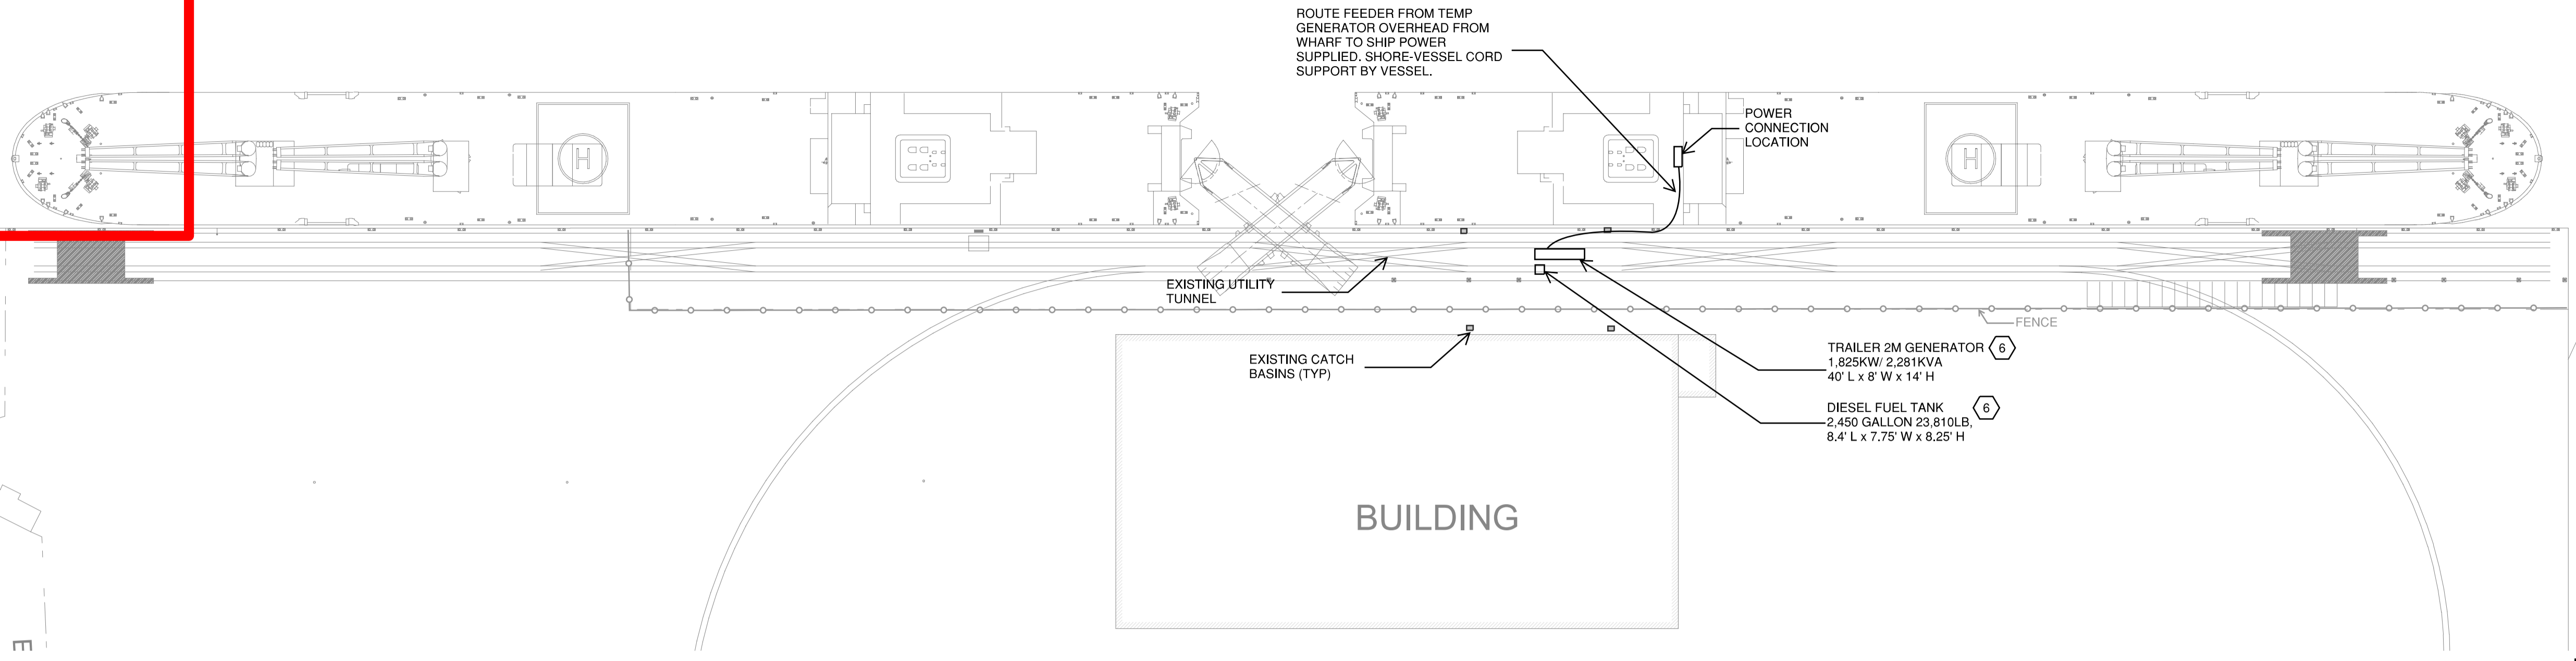 ROUTE FEEDER FROM TEMP
GENERATOR OVERHEAD FROM
WHARF TO SHIP POWER
SUPPLIED. SHORE-VESSEL CORD
SUPPORT BY VESSEL.
POWER
CONNECTION
LOCATION
H
H
EXISTING UTILITY
TUNNEL
FENCE
EXISTING CATCH
BASINS (TYP)
TRAILER 2M GENERATOR 6
1,825KW/ 2,281KVA
40' L x 8' W x 14' H
DIESEL FUEL TANK 6
2,450 GALLON 23,810LB,
8.4' L x 7.75' W x 8.25' H
BUILDING
E